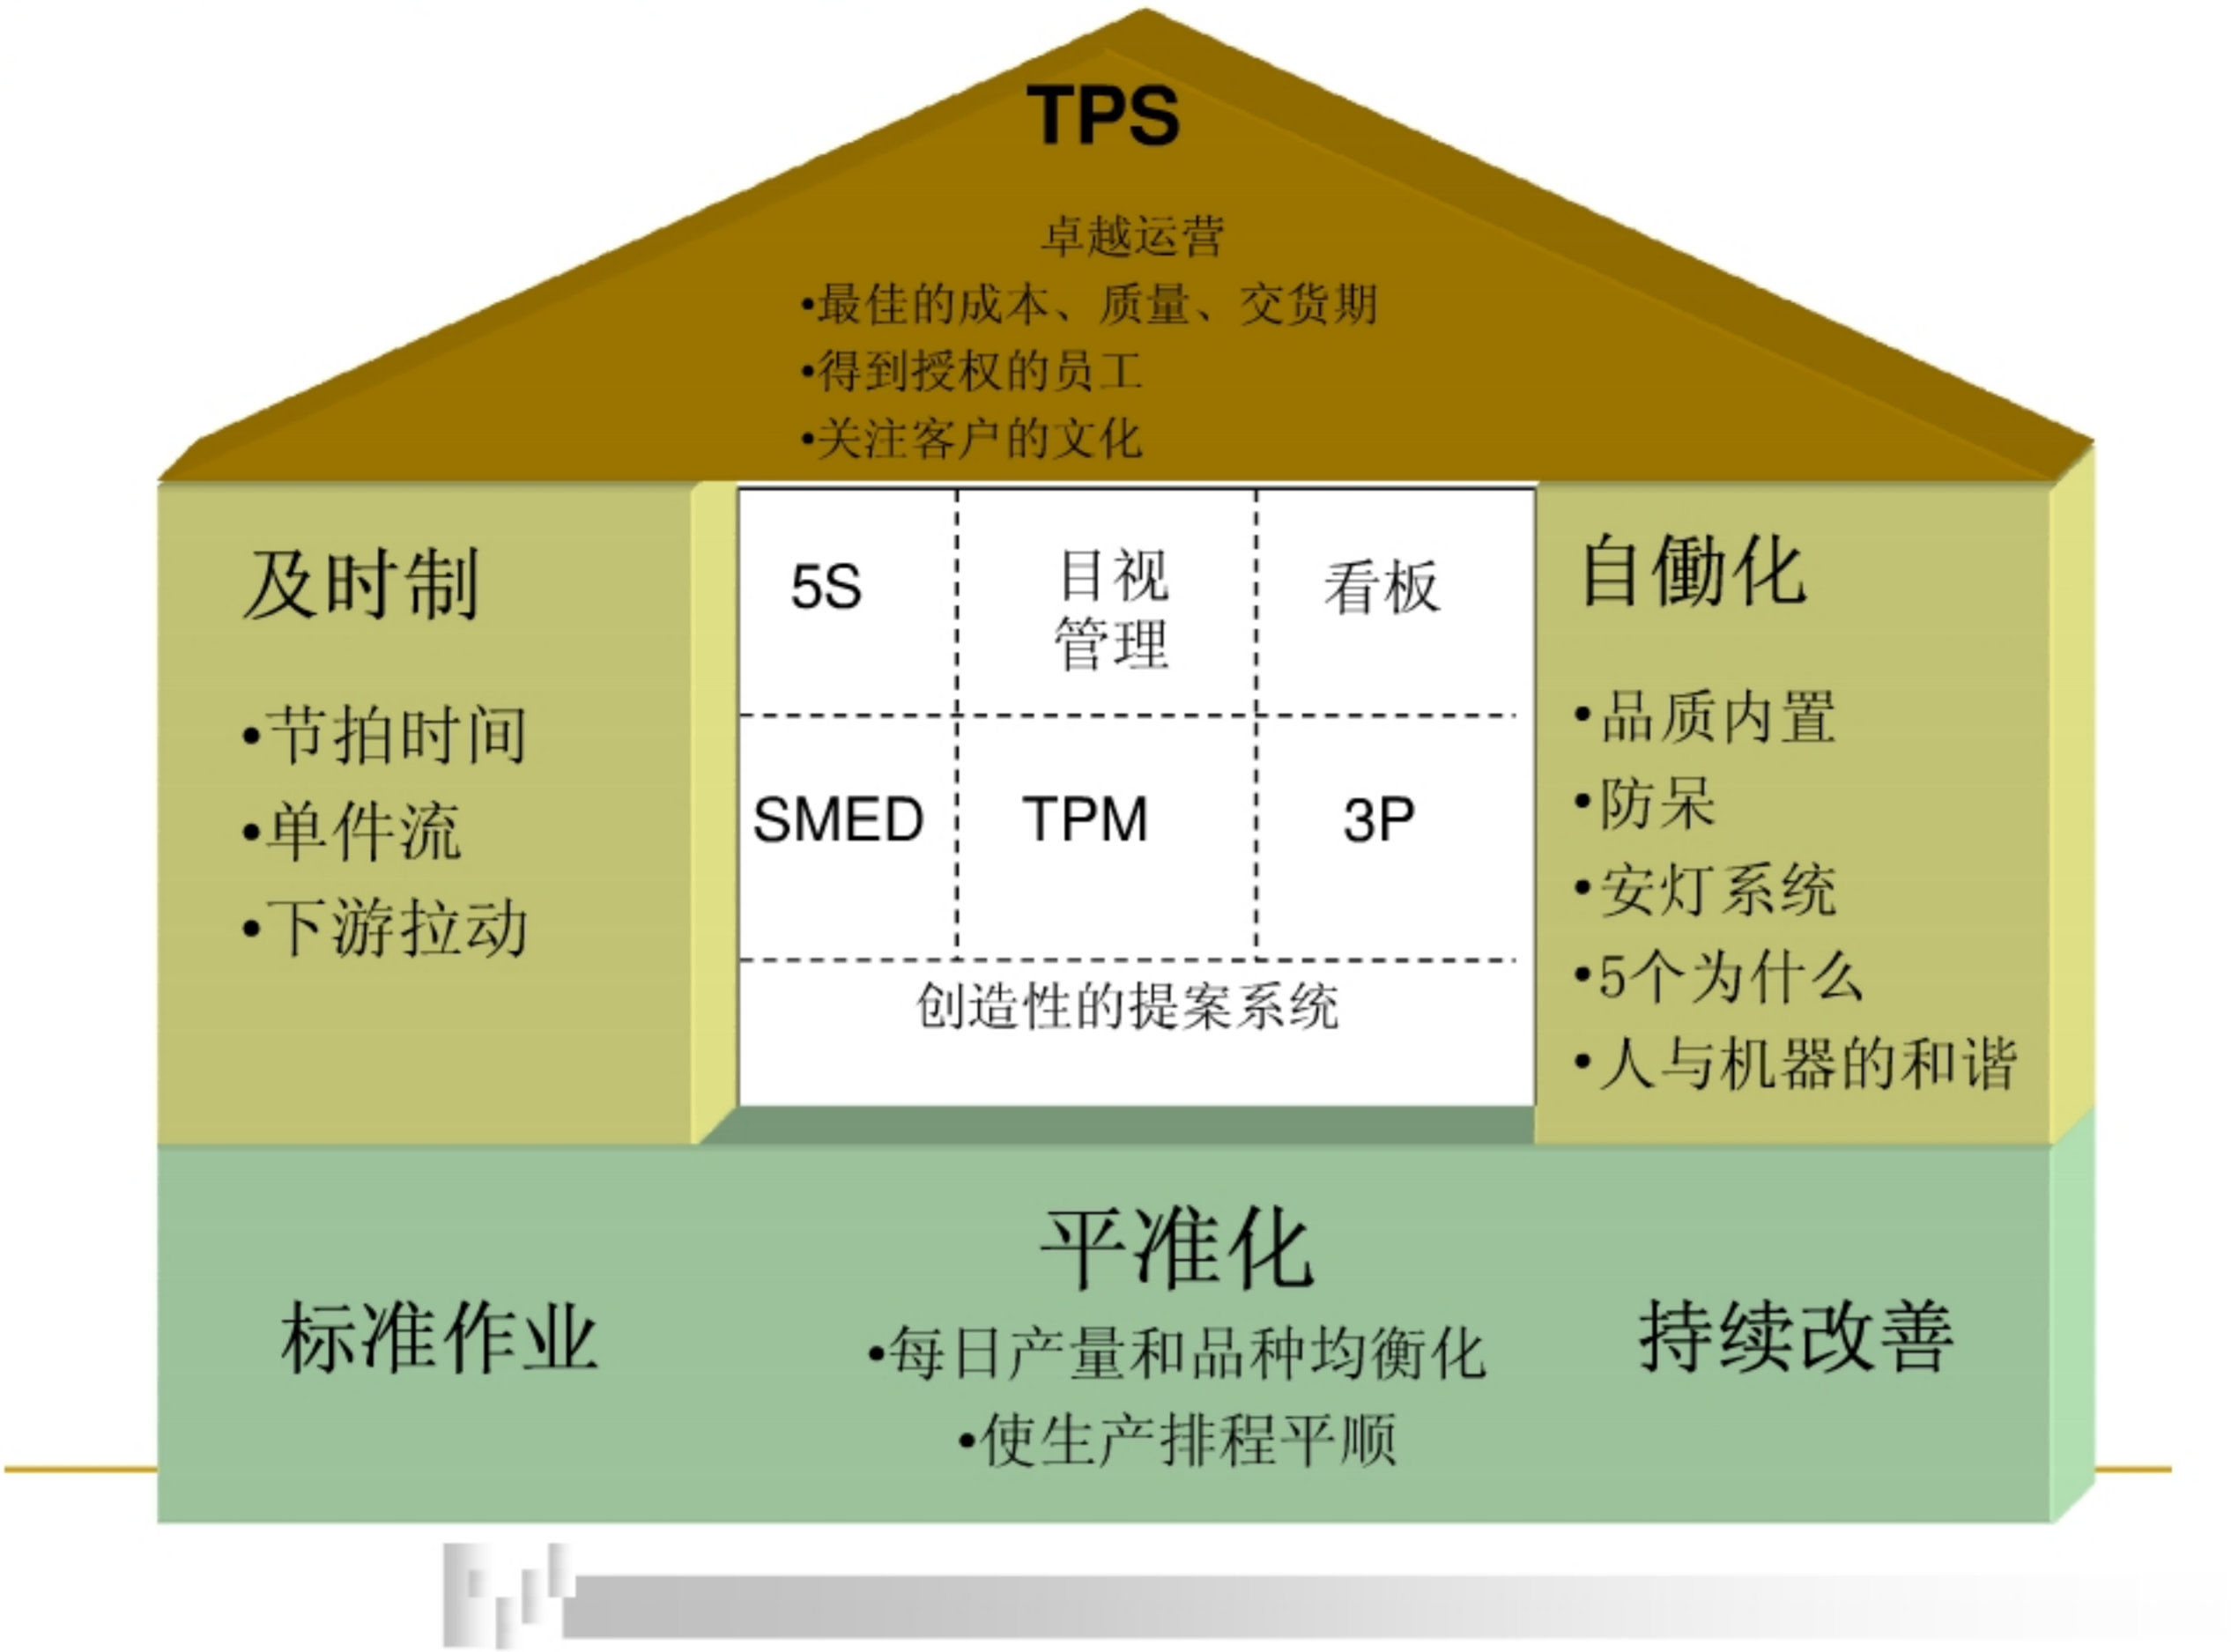 TPS
卓越运营
•最佳的成本、质量、交货期
•得到授权的员工
•关注客户的文化
及时制
•节拍时间
•单件流
•下游拉动
5S
目视
管理
看板
SMED
TPM
3P
创造性的提案系统
自働化
•品质内置
•防呆
•安灯系统
•5个为什么
•人与机器的和谐
标准作业
平准化
•每日产量和品种均衡化
•使生产排程平顺
持续改善